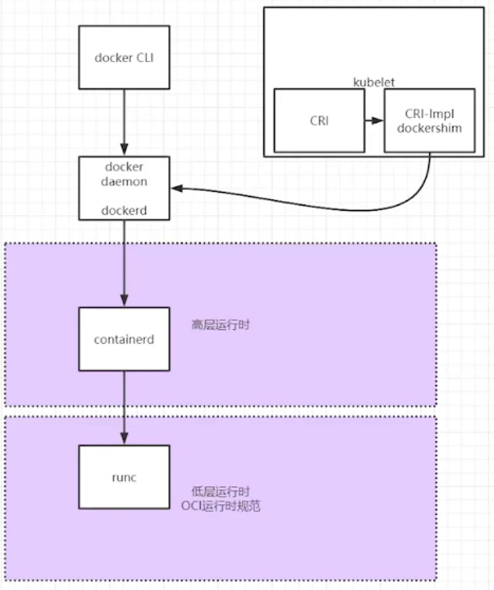 docker CLI
kubelet
CRI
CRI-Impl
dockershim
docker
daemon
dockerd
containerd
高层运行时
runc
低层运行时
OCI运行时规范